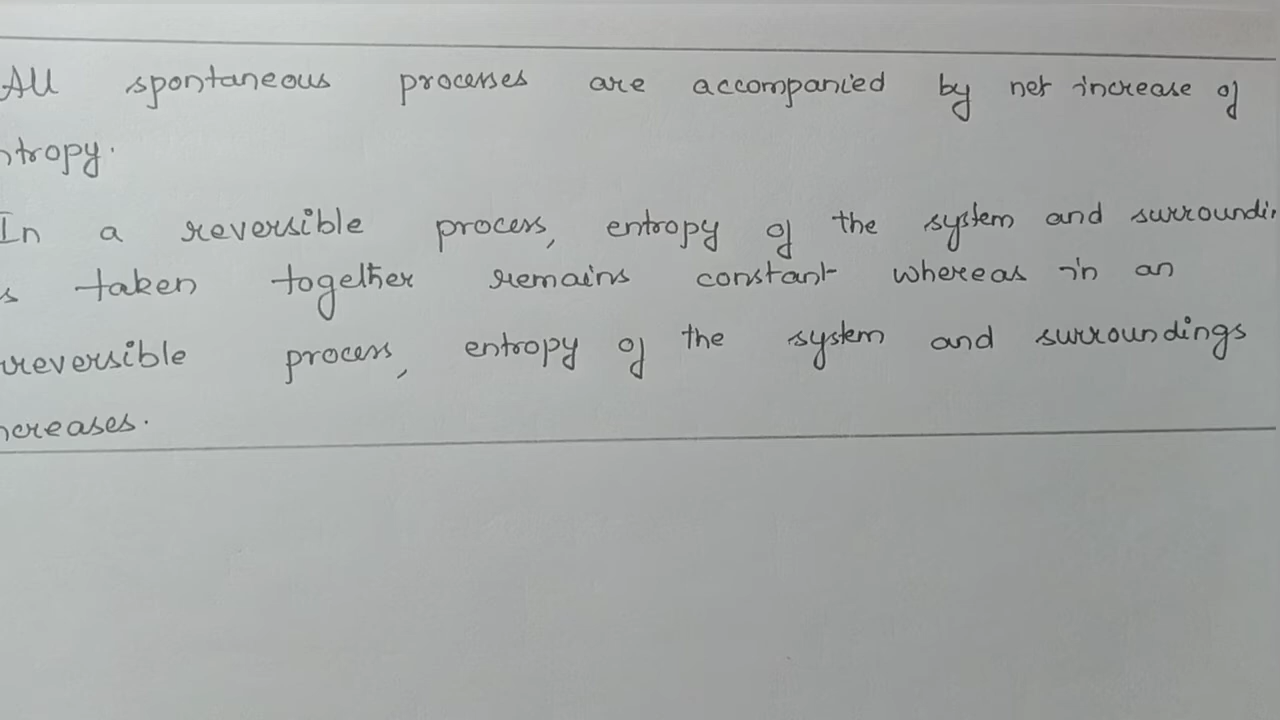 All spontaneous processes are accompanied by net increase of
ntropy.
In a reversible process, entropy of the system and surroundin
s taken together remains constant whereas in an
rreversible process, entropy of the system and surroundings
ncreases.